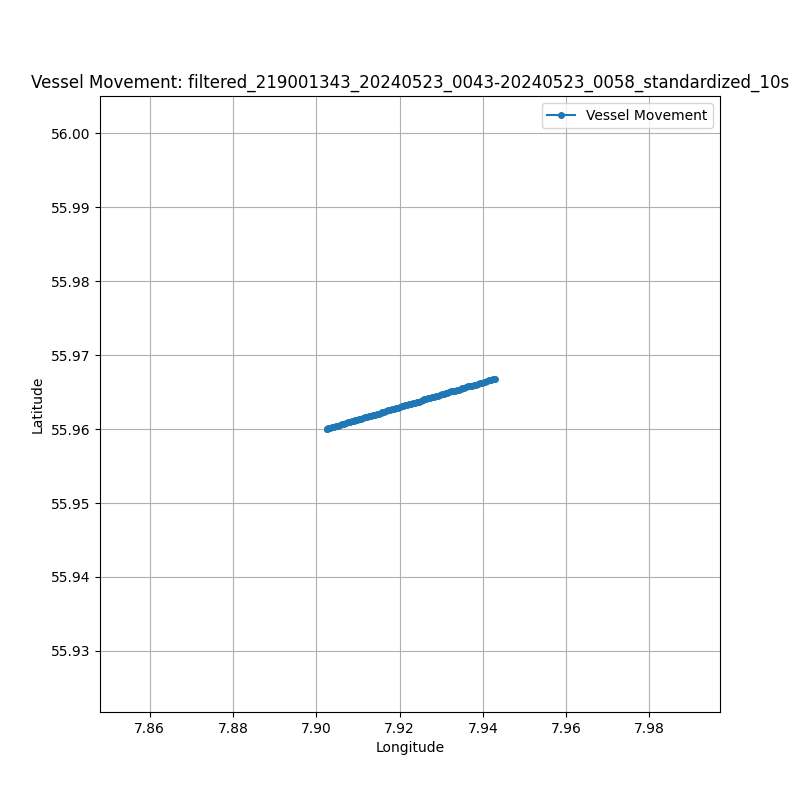 Vessel Movement: filtered_219001343_20240523_0043-20240523_0058_standardized_10s
Vessel Movement
56.00
55.99
55.98
55.97
55.96
55.95
55.94
55.93
Latitude
7.86 7.88 7.90 7.92 7.94 7.96 7.98
Longitude